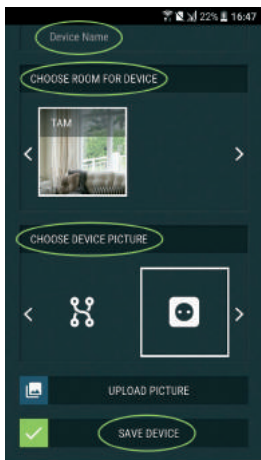 22% 16:47
Device Name
CHOOSE ROOM FOR DEVICE
TAM
CHOOSE DEVICE PICTURE
UPLOAD PICTURE
SAVE DEVICE